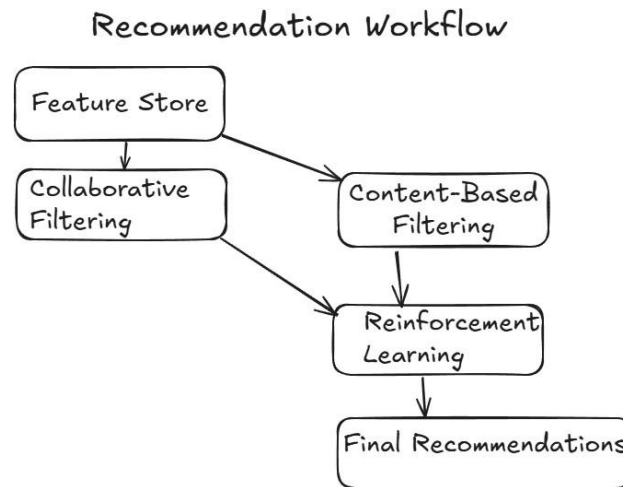 Recommendation Workflow
Feature Store
Collaborative
Filtering
Content-Based
Filtering
Reinforcement
Learning
Final Recommendations